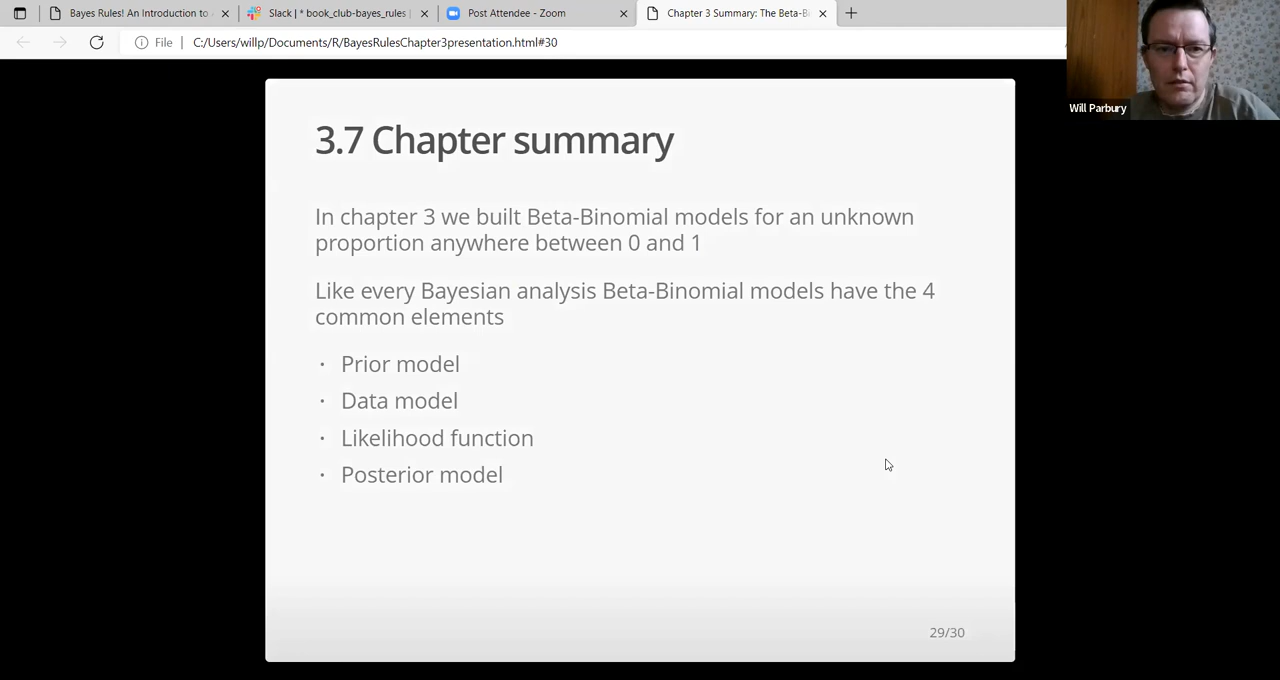 Bayes Rules! An Introduction to
Slack | * book_club-bayes_rules |
Post Attendee - Zoom
Chapter 3 Summary: The Beta-B
File
C:/Users/willp/Documents/R/BayesRulesChapter3presentation.html#30
Will Parbury
3.7 Chapter summary
In chapter 3 we built Beta-Binomial models for an unknown
proportion anywhere between 0 and 1
Like every Bayesian analysis Beta-Binomial models have the 4
common elements
· Prior model
· Data model
· Likelihood function
· Posterior model
29/30